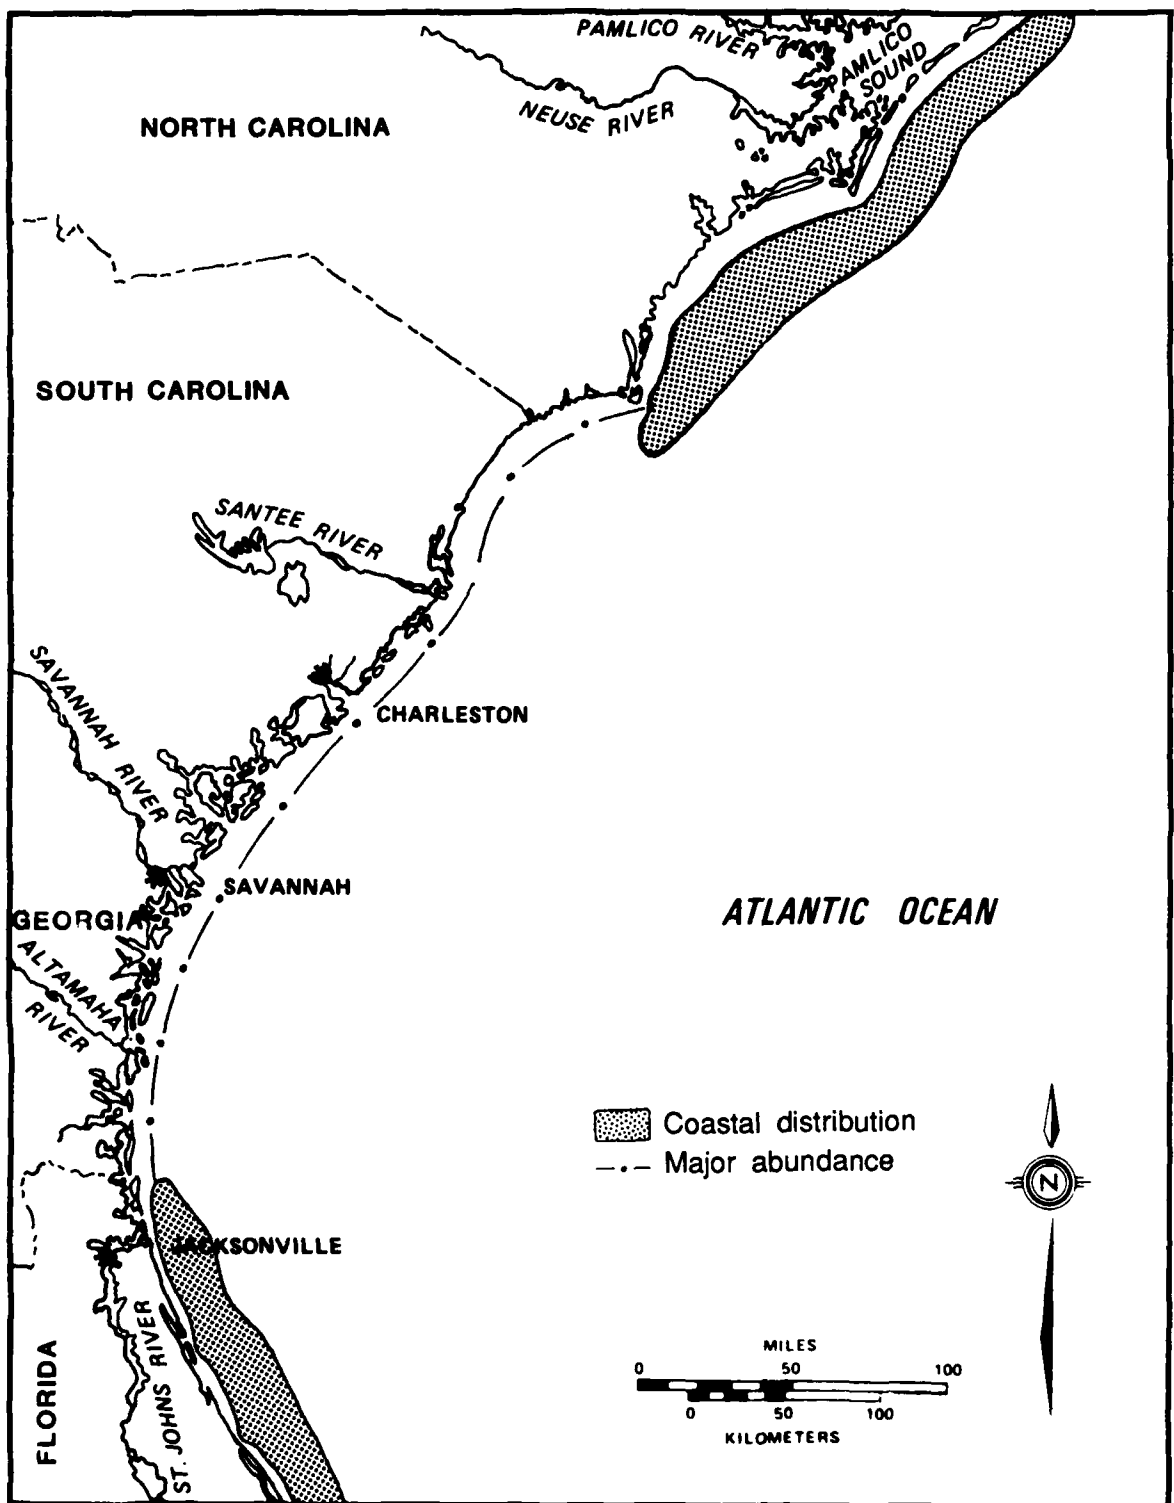 PAMLICO RIVER
PAMLICO
SOUND
NEUSE RIVER
NORTH CAROLINA
SOUTH CAROLINA
SANTEE RIVER
SAVANNAH RIVER
CHARLESTON
SAVANNAH
GEORGIA
ATLANTIC OCEAN
ALTAMAHA
RIVER
Coastal distribution
Major abundance
N
JACKSONVILLE
FLORIDA
ST. JOHNS RIVER
MILES
0 50 100
0 50 100
KILOMETERS